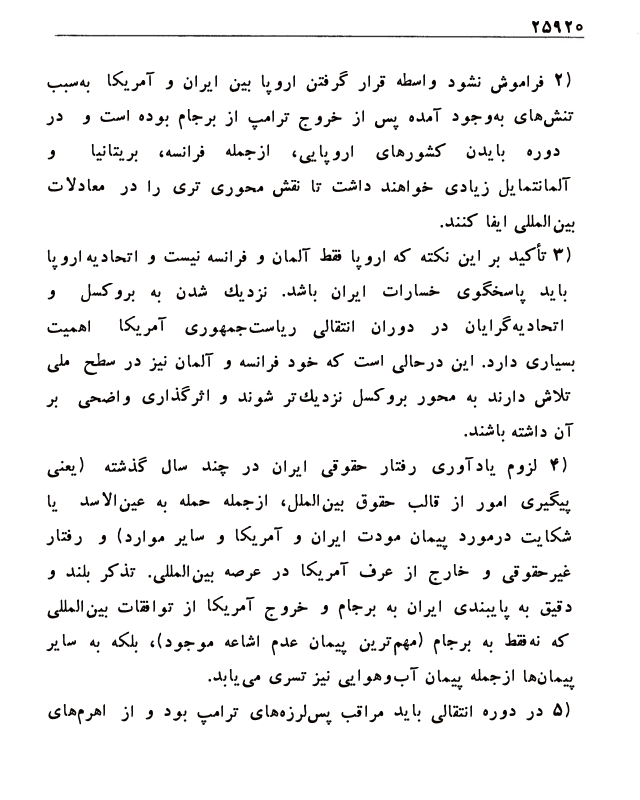 ۲۵۹۲۰
۲) فراموش نشود واسطه قرار گرفتن اروپا بین ایران و آمریکا به‌سبب
تنش‌های به‌وجود آمده پس از خروج ترامپ از برجام بوده است و در
دوره بایدن کشورهای اروپایی، ازجمله فرانسه، بریتانیا و
آلمانتمایل زیادی خواهند داشت تا نقش محوری تری را در معادلات
بین‌المللی ایفا کنند.
۳) تأکید بر این نکته که اروپا فقط آلمان و فرانسه نیست و اتحادیه اروپا
باید پاسخگوی خسارات ایران باشد. نزدیك شدن به بروکسل و
اتحادیه‌گرایان در دوران انتقالی ریاست‌جمهوری آمریکا اهمیت
بسیاری دارد. این درحالی است که خود فرانسه و آلمان نیز در سطح ملی
تلاش دارند به محور بروکسل نزدیك‌تر شوند و اثرگذاری واضحی بر
آن داشته باشند.
۴) لزوم یادآوری رفتار حقوقی ایران در چند سال گذشته (یعنی
پیگیری امور از قالب حقوق بین‌الملل، ازجمله حمله به عین‌الاسد یا
شکایت درمورد پیمان مودت ایران و آمریکا و سایر موارد) و رفتار
غیرحقوقی و خارج از عرف آمریکا در عرصه بین‌المللی. تذکر بلند و
دقیق به پایبندی ایران به برجام و خروج آمریکا از توافقات بین‌المللی
که نه‌فقط به برجام (مهم‌ترین پیمان عدم اشاعه موجود)، بلکه به سایر
پیمان‌ها ازجمله پیمان آب‌وهوایی نیز تسری می‌یابد.
۵) در دوره انتقالی باید مراقب پس‌لرزه‌های ترامپ بود و از اهرم‌های